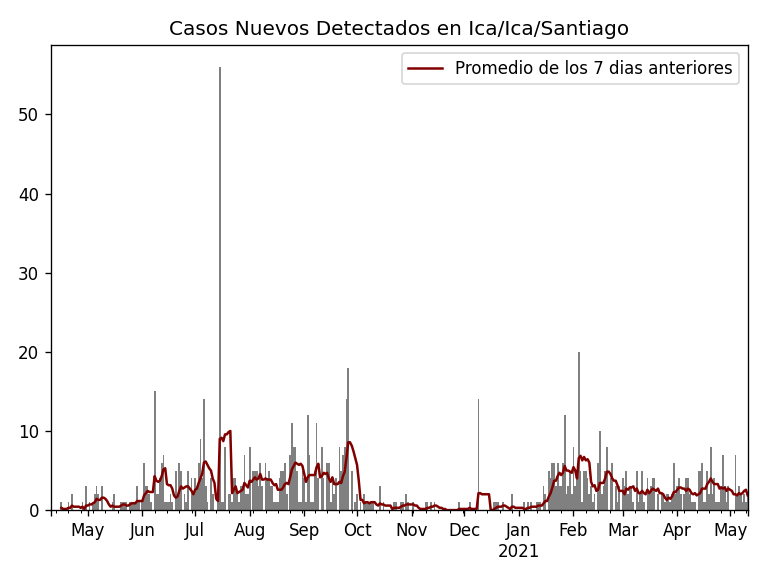 Casos Nuevos Detectados en Ica/Ica/Santiago
Promedio de los 7 dias anteriores
50
40
30
20
10
0
May Jun Jul Aug Sep Oct Nov Dec Jan Feb Mar Apr May
2021